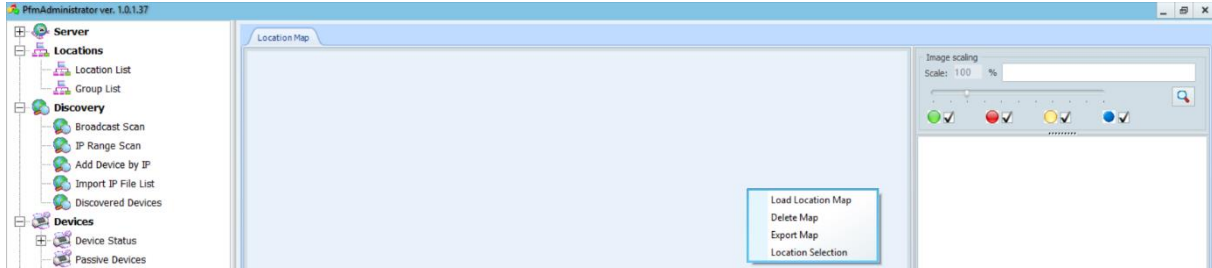 PfmAdministrator ver. 1.0.1.37
Server
Locations
Location List
Group List
Discovery
Broadcast Scan
IP Range Scan
Add Device by IP
Import IP File List
Discovered Devices
Devices
Device Status
Passive Devices
Location Map
Load Location Map
Delete Map
Export Map
Location Selection
Image scaling
Scale: 100 %